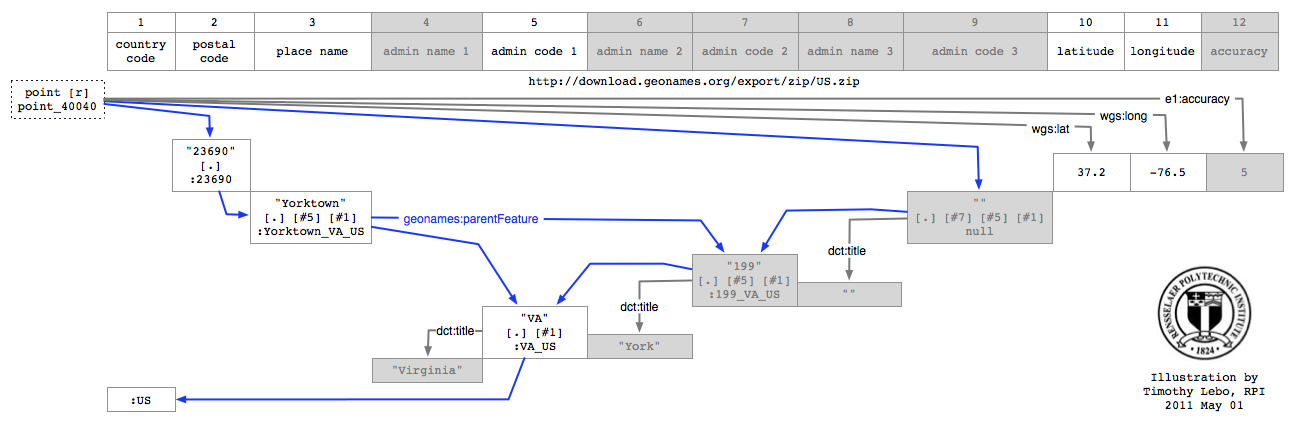 1 2 3 4 5 6 7 8 9 10 11 12
country code
postal code
place name
admin name 1
admin code 1
admin name 2
admin code 2
admin name 3
admin code 3
latitude
longitude
accuracy
http://download.geonames.org/export/zip/US.zip
point [r]
point_40040
e1:accuracy
wgs:long
wgs:lat
"23690"
[.]
:23690
37.2
-76.5
5
"Yorktown"
[.] [#5] [#1]
:Yorktown_VA_US
geonames:parentFeature
""
[.] [#7] [#5] [#1]
null
dct:title
"199"
[.] [#5] [#1]
:199_VA_US
""
dct:title
"VA"
[.] [#1]
:VA_US
dct:title
"York"
"Virginia"
:US
RENSSELAER POLYTECHNIC INSTITUTE
1824
Illustration by
Timothy Lebo, RPI
2011 May 01